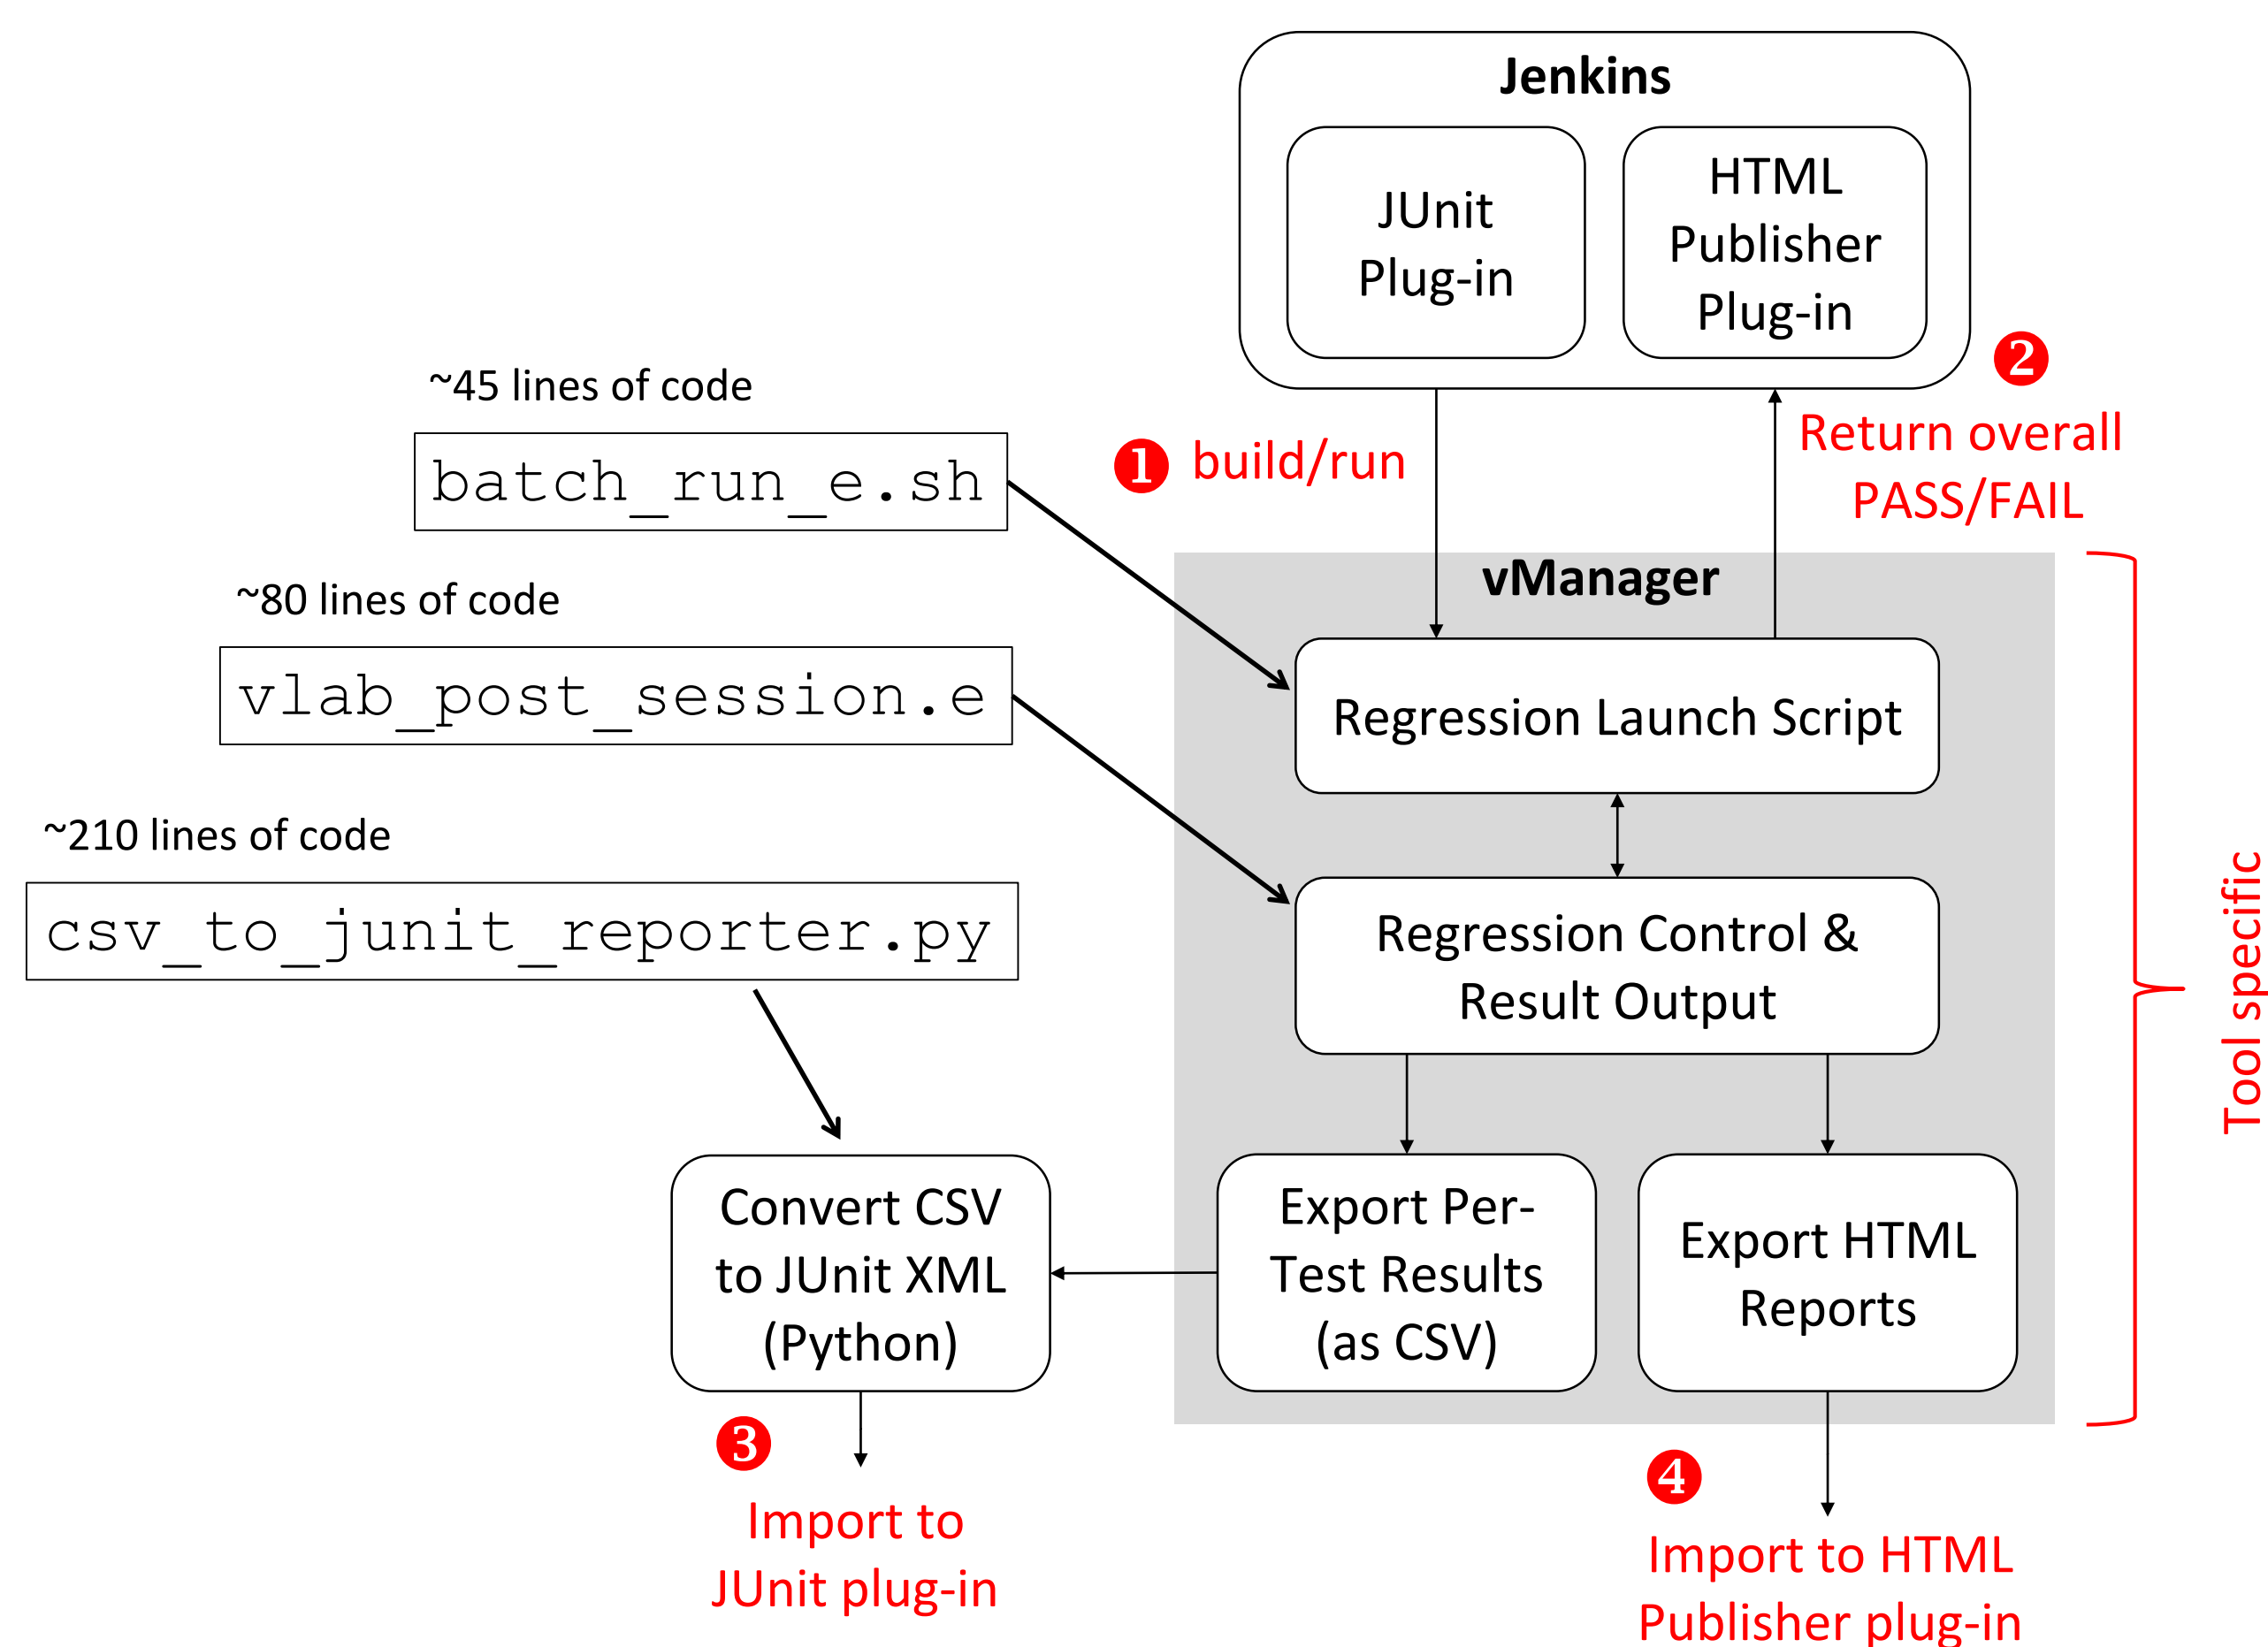 Jenkins
JUnit
Plug-in
HTML
Publisher
Plug-in
2
Return overall
PASS/FAIL
1
build/run
~45 lines of code
batch_run_e.sh
~80 lines of code
vlab_post_session.e
~210 lines of code
csv_to_junit_reporter.py
vManager
Regression Launch Script
Regression Control &
Result Output
Tool specific
Convert CSV
to JUnit XML
(Python)
Export Per-
Test Results
(as CSV)
Export HTML
Reports
3
Import to
JUnit plug-in
4
Import to HTML
Publisher plug-in